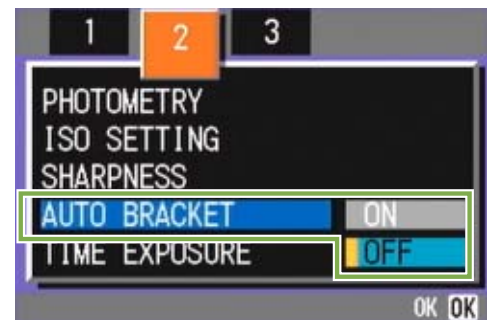 1 2 3
PHOTOMETRY
ISO SETTING
SHARPNESS
AUTO BRACKET ON
TIME EXPOSURE OFF
OK OK